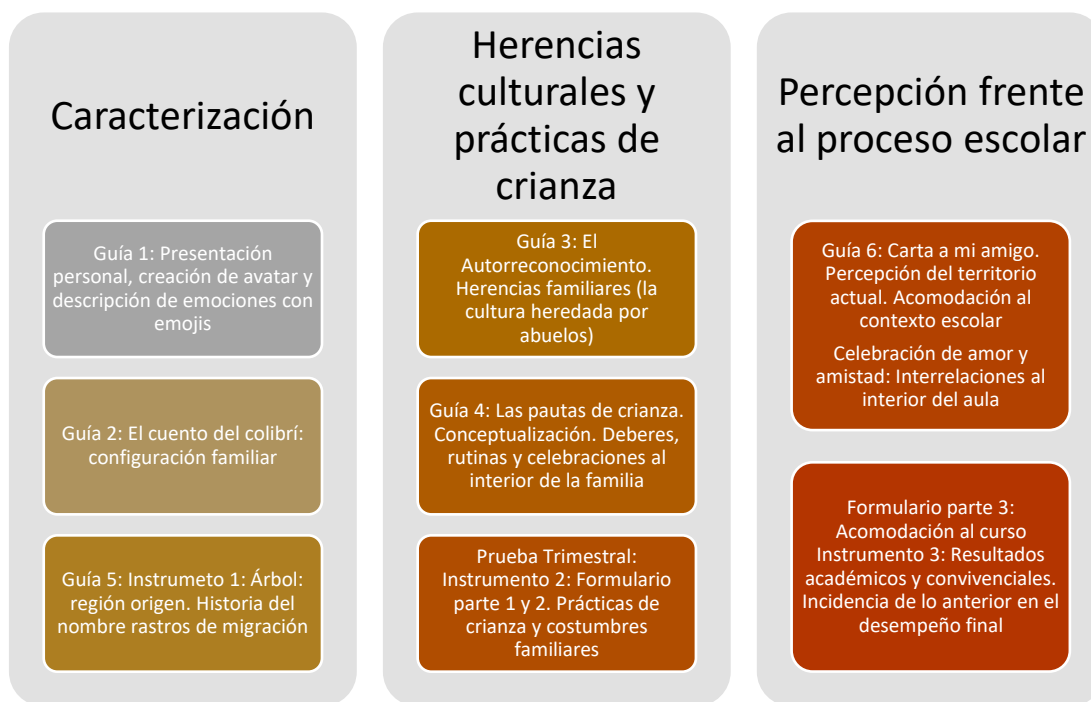 Caracterización
Guía 1: Presentación
personal, creación de avatar y
descripción de emociones con
emojis
Guía 2: El cuento del colibrí:
configuración familiar
Guía 5: Instrumeto 1: Árbol:
región origen. Historia del
nombre rastros de migración
Herencias
culturales y
prácticas de
crianza
Guía 3: El
Autorreconocimiento.
Herencias familiares (la
cultura heredada por
abuelos)
Guía 4: Las pautas de crianza.
Conceptualización. Deberes,
rutinas y celebraciones al
interior de la familia
Prueba Trimestral:
Instrumento 2: Formulario
parte 1 y 2. Prácticas de
crianza y costumbres
familiares
Percepción frente
al proceso escolar
Guía 6: Carta a mi amigo.
Percepción del territorio
actual. Acomodación al
contexto escolar
Celebración de amor y
amistad: Interrelaciones al
interior del aula
Formulario parte 3:
Acomodación al curso
Instrumento 3: Resultados
académicos y convivenciales.
Incidencia de lo anterior en el
desempeño final